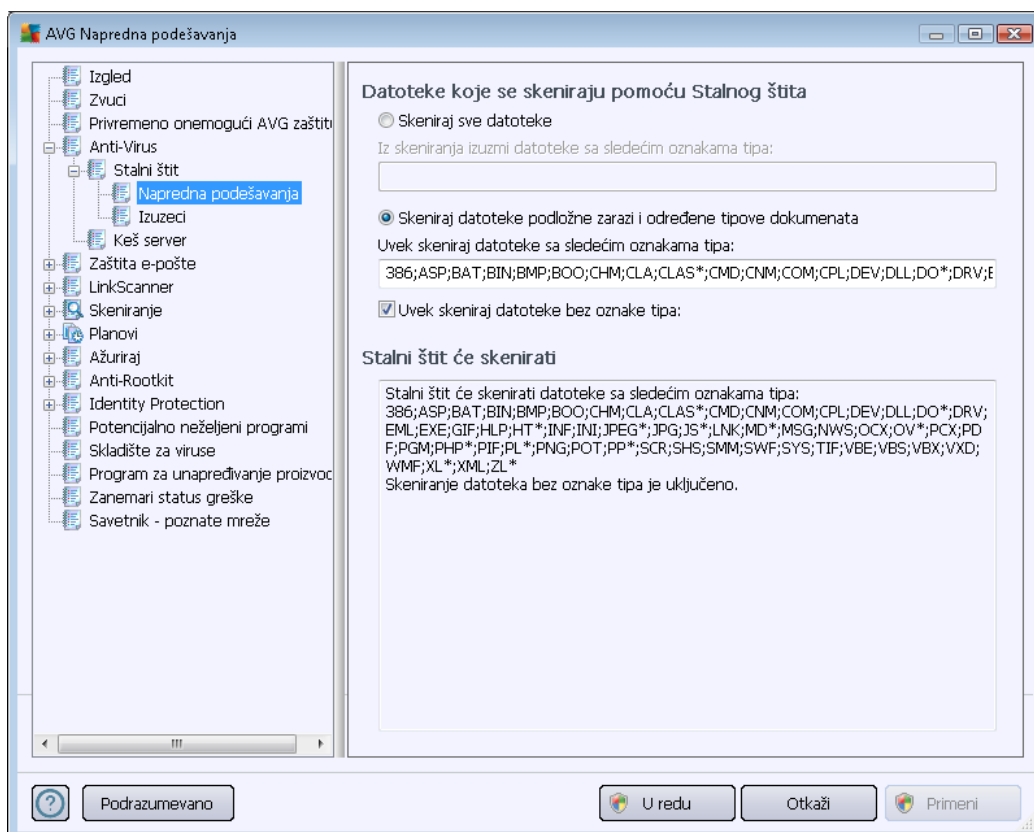 AVG Napredna podešavanja
Izgled
Zvuci
Privremeno onemogući AVG zaštitu
Anti-Virus
Stalni štit
Napredna podešavanja
Izuzeci
Keš server
Zaštita e-pošte
LinkScanner
Skeniranje
Planovi
Ažuriraj
Anti-Rootkit
Identity Protection
Potencijalno neželjeni programi
Skladište za viruse
Program za unapređivanje proizvod
Zanemari status greške
Savetnik - poznate mreže
Datoteke koje se skeniraju pomoću Stalnog štita
Skeniraj sve datoteke
Iz skeniranja izuzmi datoteke sa sledećim oznakama tipa:
Skeniraj datoteke podložne zarazi i određene tipove dokumenata
Uvek skeniraj datoteke sa sledećim oznakama tipa:
386;ASP;BAT;BIN;BMP;BOO;CHM;CLA;CLAS*;CMD;CNM;COM;CPL;DEV;DLL;DO*;DRV;E
Uvek skeniraj datoteke bez oznake tipa:
Stalni štit će skenirati
Stalni štit će skenirati datoteke sa sledećim oznakama tipa:
386;ASP;BAT;BIN;BMP;BOO;CHM;CLA;CLAS*;CMD;CNM;COM;CPL;DEV;DLL;DO*;DRV;
EML;EXE;GIF;HLP;HT*;INF;INI;JPEG*;JPG;JS*;LNK;MD*;MSG;NWS;OCX;OV*;PCX;PD
F;PGM;PHP*;PIF;PL*;PNG;POT;PP*;SCR;SHS;SMM;SWF;SYS;TIF;VBE;VBS;VBX;VXD;
WMF;XL*;XML;ZL*
Skeniranje datoteka bez oznake tipa je uključeno.
Podrazumevano
U redu
Otkaži
Primeni